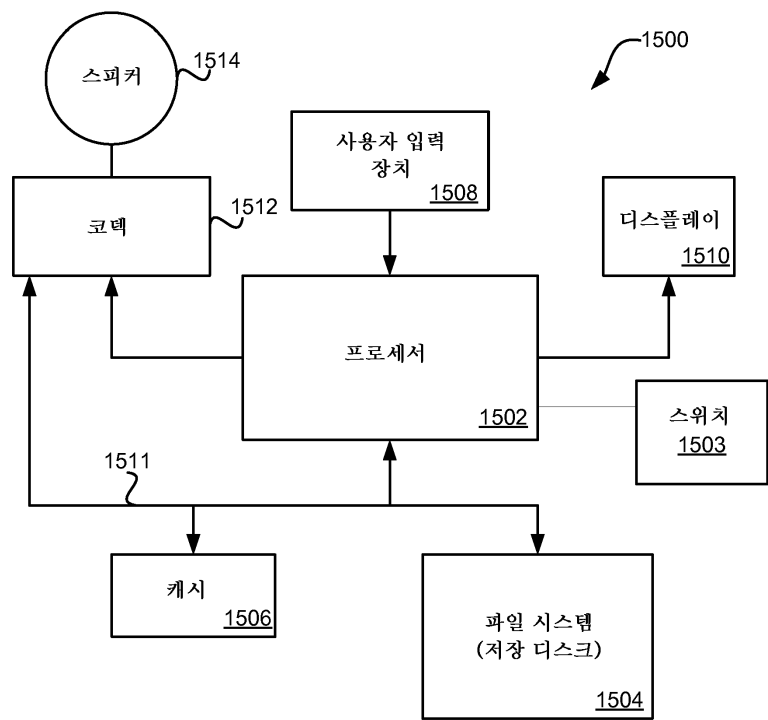 1500
스피커
1514
사용자 입력
장치
1508
코덱
1512
디스플레이
1510
프로세서
1502
스위치
1503
1511
캐시
1506
파일 시스템
(저장 디스크)
1504